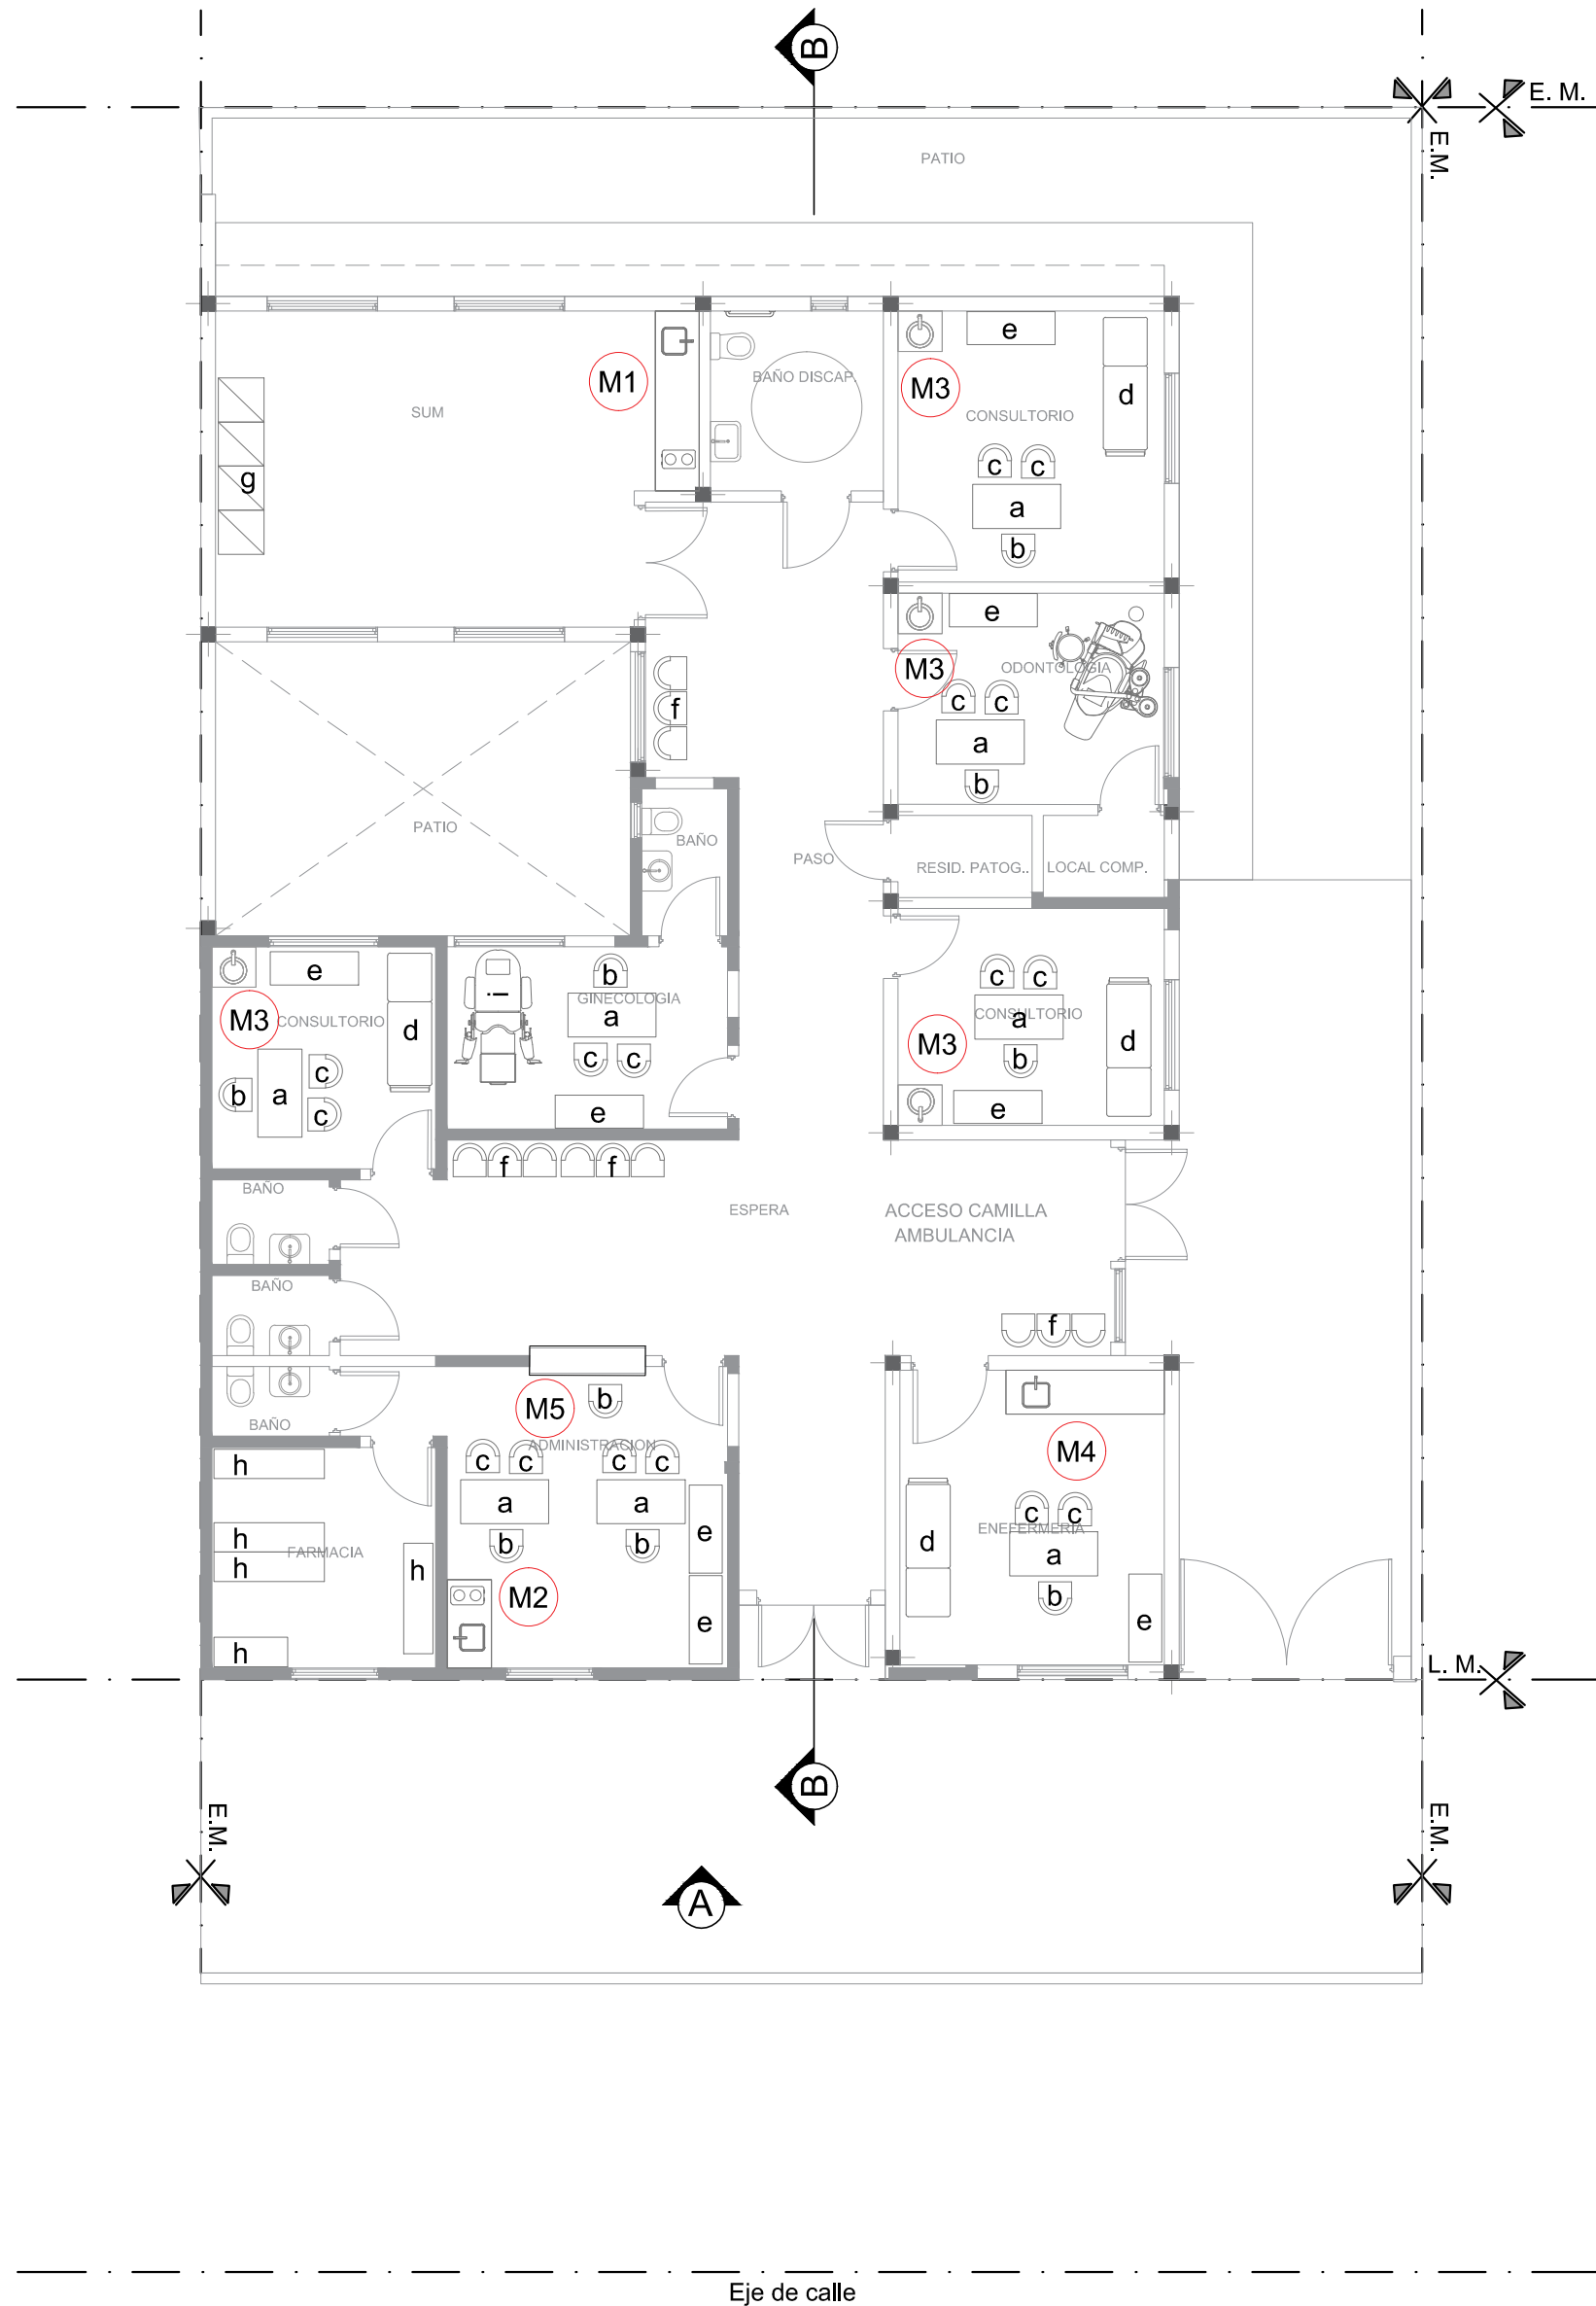 B
E. M.
E.M.
PATIO
e
M1
BAÑO DISCAP.
M3
d
SUM
CONSULTORIO
c
c
g
a
b
e
M3
ODONTOLOGIA
c
c
f
a
b
PATIO
BAÑO
PASO
RESID. PATOG..
LOCAL COMP.
e
b
c
c
M3
CONSULTORIO
d
GINECOLOGIA
a
CONSULTORIO
a
M3
d
c
c
b
c
b
a
c
e
e
f
f
BAÑO
ESPERA
ACCESO CAMILLA
AMBULANCIA
BAÑO
f
M5
b
BAÑO
ADMINISTRACION
M4
h
c
c
c
c
a
a
c
c
h
FARMACIA
b
b
e
d
ENEFERMERIA
a
h
h
M2
b
e
e
h
L. M.
B
E.M.
E.M.
A
Eje de calle